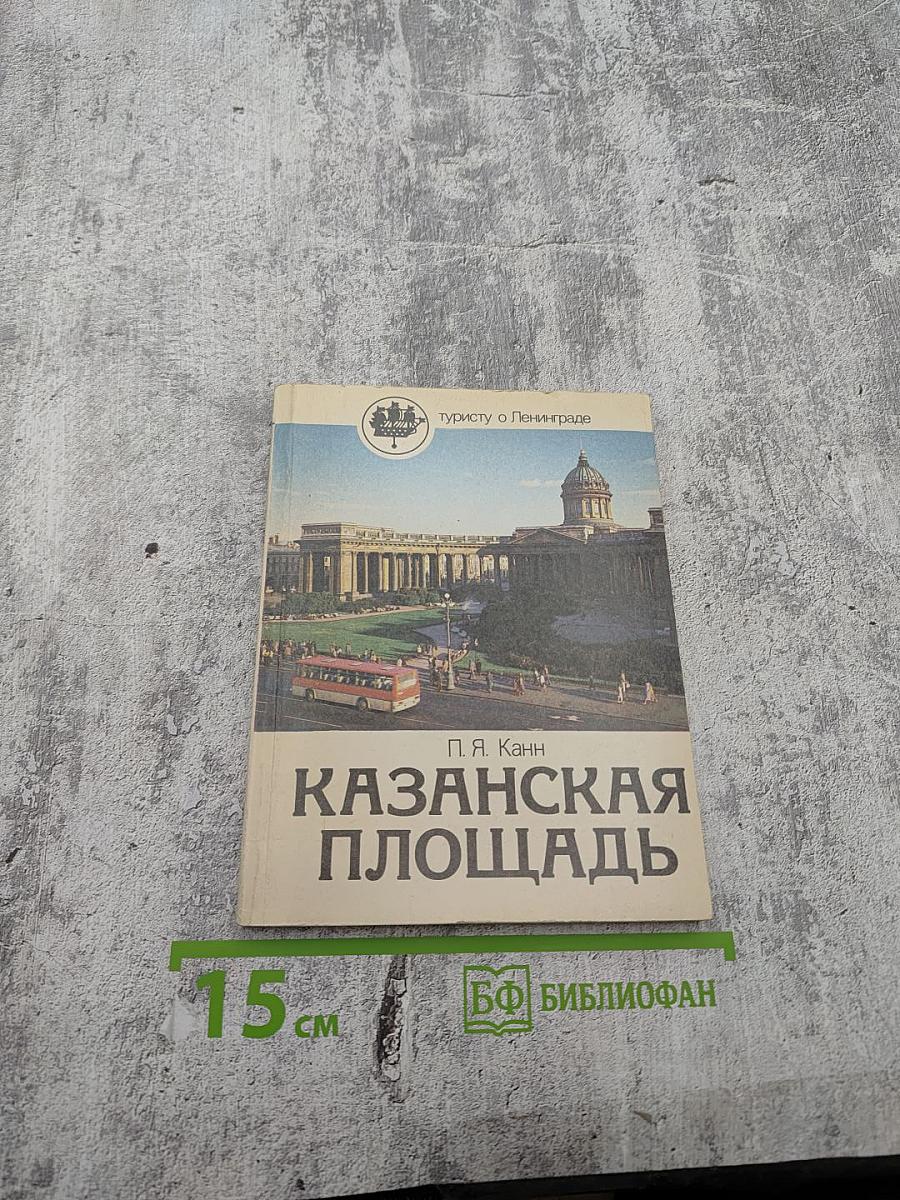 туристу о Ленинграде
П. Я. Канн
КАЗАНСКАЯ
ПЛОЩАДЬ
15 см
БФ БИБЛИОФАН